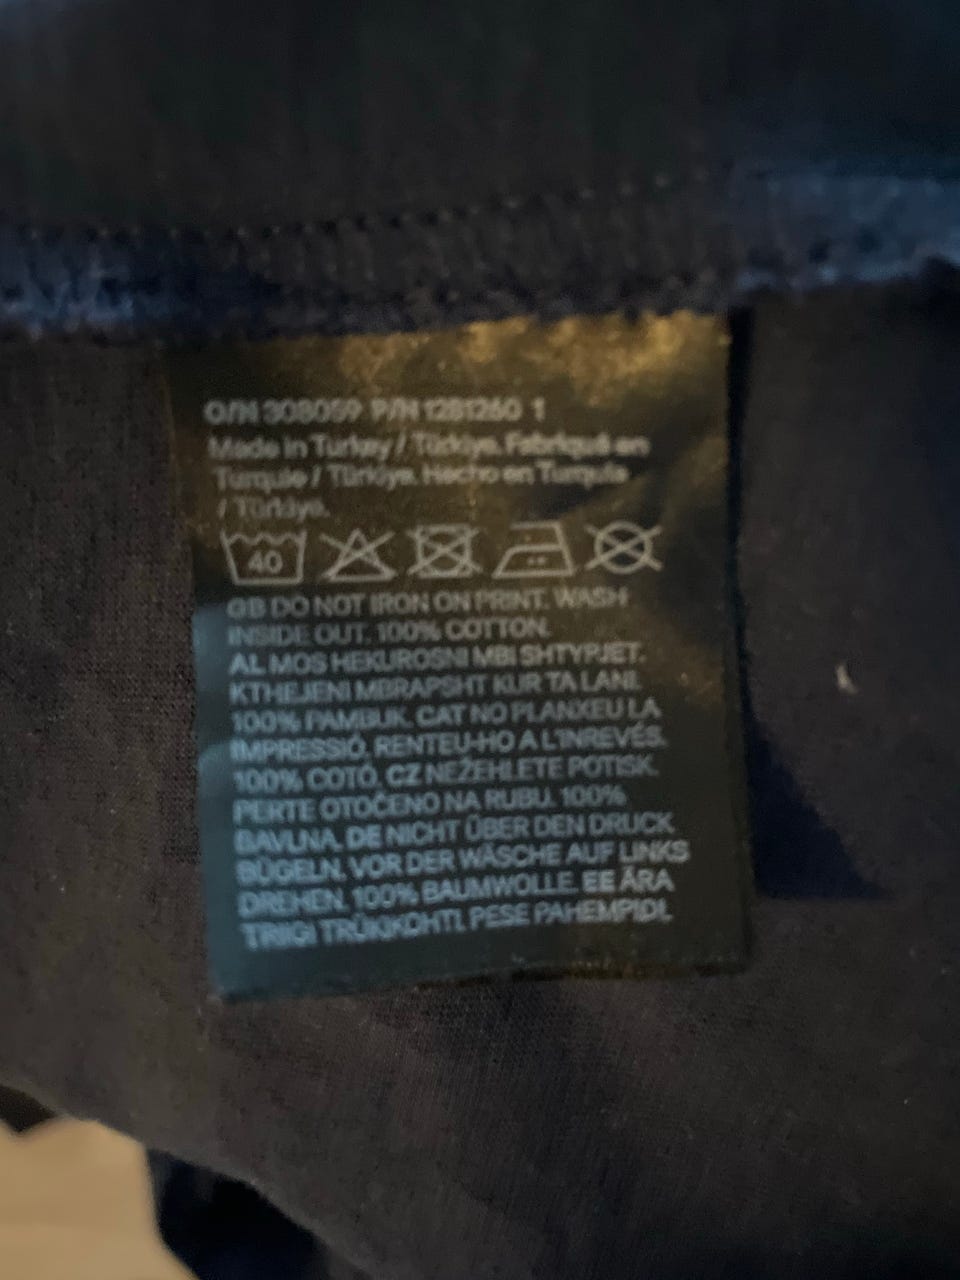 O/N 308059 P/N 1281260 1
Made in Turkey / Türkiye. Fabriqué en
Turquie / Türkiye. Hecho en Turquía
/ Türkiye.
40
GB DO NOT IRON ON PRINT. WASH
INSIDE OUT. 100% COTTON.
AL MOS HEKUROSNI MBI SHTYPJET.
KTHEJENI MBRAPSHT KUR TA LANI.
100% PAMBUK. CAT NO PLANXEU LA
IMPRESSIÓ. RENTEU-HO A L'INREVÉS.
100% COTÓ. CZ NEŽEHLETE POTISK.
PERTE OTOČENO NA RUBU. 100%
BAVLNA. DE NICHT ÜBER DEN DRUCK
BÜGELN. VOR DER WÄSCHE AUF LINKS
DREHEN. 100% BAUMWOLLE. EE ÄRA
TRIIGI TRÜKKOHTI. PESE PAHEMPIDI.